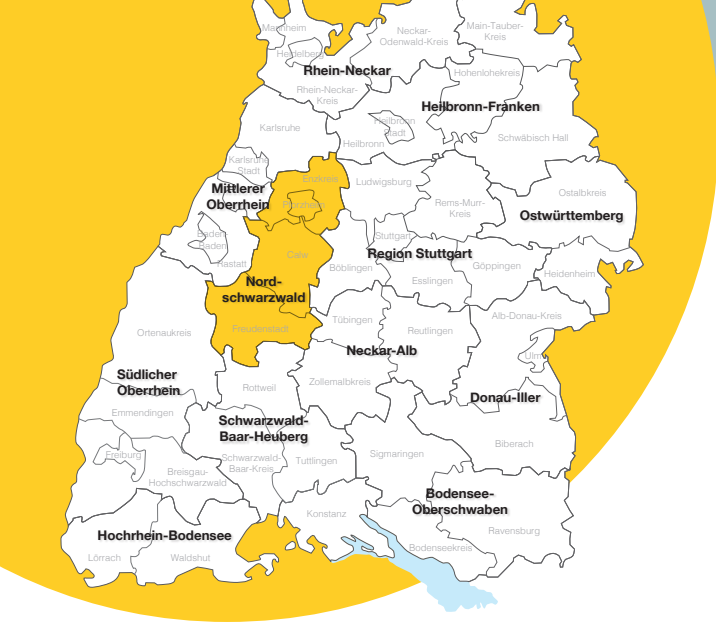 Mannheim
Neckar-
Odenwald-Kreis
Main-Tauber-
Kreis
Heidelberg
Rhein-Neckar
Hohenlohekreis
Rhein-Neckar-
Kreis
Heilbronn-Franken
Karlsruhe
Heilbronn
Stadt
Heilbronn
Schwäbisch Hall
Karlsruhe
Stadt
Enzkreis
Ludwigsburg
Mittlerer
Oberrhein
Pforzheim
Rems-Murr-
Kreis
Ostalbkreis
Ostwürttemberg
Baden-
Baden
Stuttgart
Rastatt
Calw
Region Stuttgart
Böblingen
Göppingen
Heidenheim
Esslingen
Nord-
schwarzwald
Freudenstadt
Tübingen
Reutlingen
Alb-Donau-Kreis
Ortenaukreis
Neckar-Alb
Ulm
Südlicher
Oberrhein
Rottweil
Zollernalbkreis
Donau-Iller
Emmendingen
Schwarzwald-
Baar-Heuberg
Biberach
Freiburg
Breisgau-
Hochschwarzwald
Schwarzwald-
Baar-Kreis
Tuttlingen
Sigmaringen
Bodensee-
Oberschwaben
Konstanz
Ravensburg
Hochrhein-Bodensee
Bodenseekreis
Lörrach
Waldshut